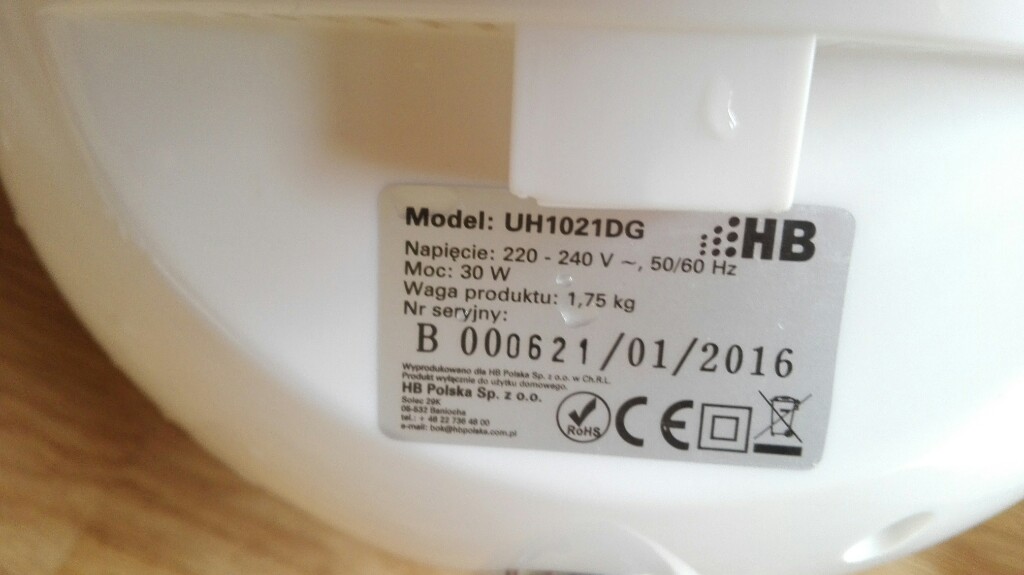 Model: UH1021DG
HB
Napięcie: 220 - 240 V ~, 50/60 Hz
Moc: 30 W
Waga produktu: 1,75 kg
Nr seryjny:
B 000621/01/2016
Wyprodukowano dla HB Polska Sp. z o.o. w Ch.R.L.
Produkt wyłącznie do użytku domowego.
HB Polska Sp. z o.o.
Solec 29K
05-532 Baniocha
tel.: + 48 22 736 48 00
e-mail: bok@hbpolska.com.pl
RoHS
CE